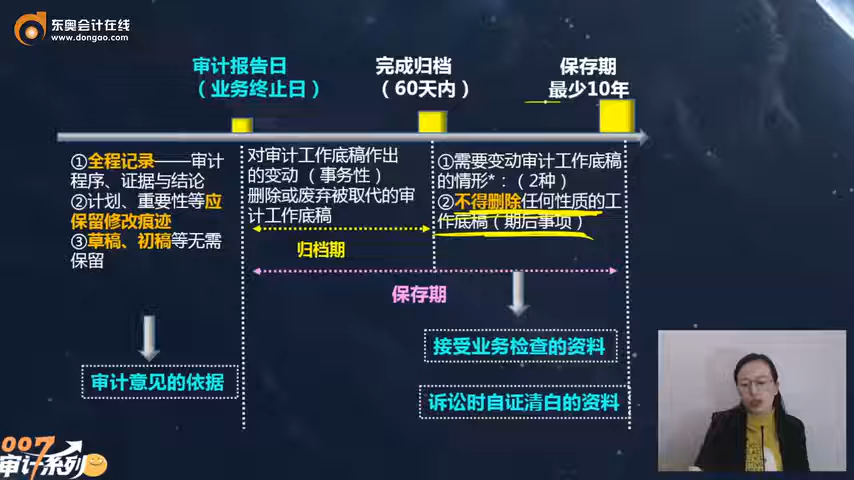 东奥会计在线
www.dongao.com
审计报告日
（业务终止日）
完成归档
（60天内）
保存期
最少10年
①全程记录——审计
程序、证据与结论
②计划、重要性等应
保留修改痕迹
③草稿、初稿等无需
保留
对审计工作底稿作出
的变动（事务性）
删除或废弃被取代的审
计工作底稿
①需要变动审计工作底稿
的情形*：（2种）
②不得删除任何性质的工
作底稿（期后事项）
归档期
保存期
审计意见的依据
接受业务检查的资料
诉讼时自证清白的资料
007
审计系列